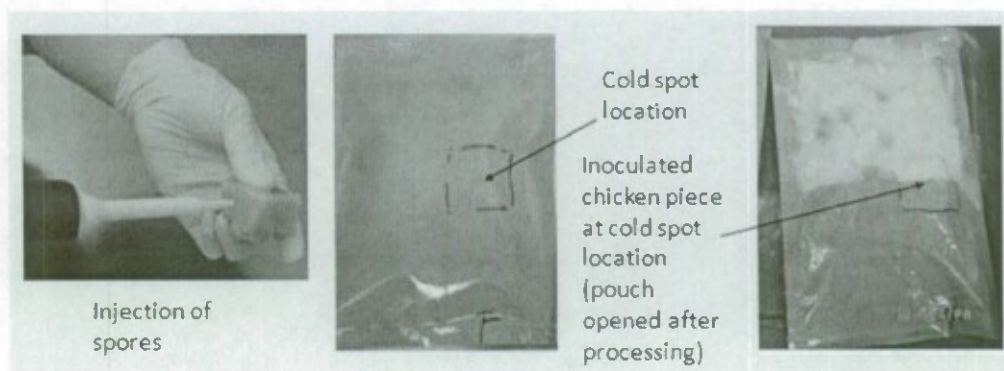 Injection of
spores
Cold spot
location
Inoculated
chicken piece
at cold spot
location
(pouch
opened after
processing)
F